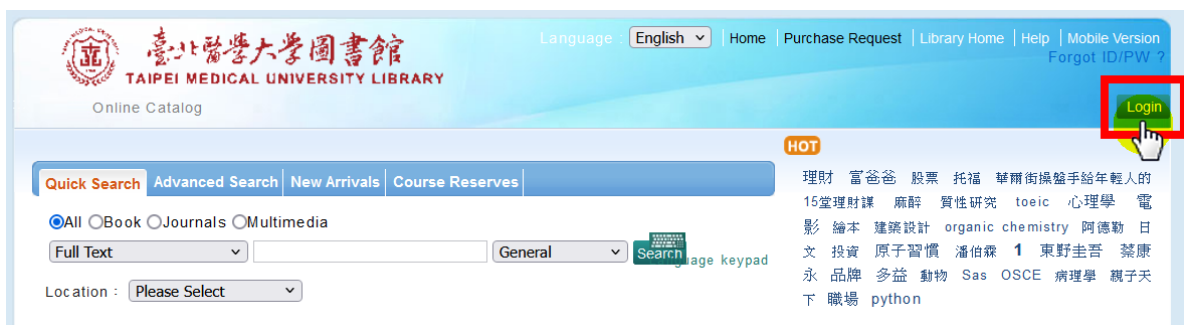 臺北醫學大學圖書館
TAIPEI MEDICAL UNIVERSITY LIBRARY
Online Catalog
Language : English Home Purchase Request Library Home Help Mobile Version
Forgot ID/PW ?
Login
HOT
Quick Search Advanced Search New Arrivals Course Reserves
All Book Journals Multimedia
Full Text General Search uage keypad
Location : Please Select
理財 富爸爸 股票 托福 華爾街操盤手給年輕人的
15堂理財課 麻醉 質性研究 toeic 心理學 電
影 繪本 建築設計 organic chemistry 阿德勒 日
文 投資 原子習慣 潘伯霖 1 東野圭吾 蔡康
永 品牌 多益 動物 Sas OSCE 病理學 親子天
下 職場 python